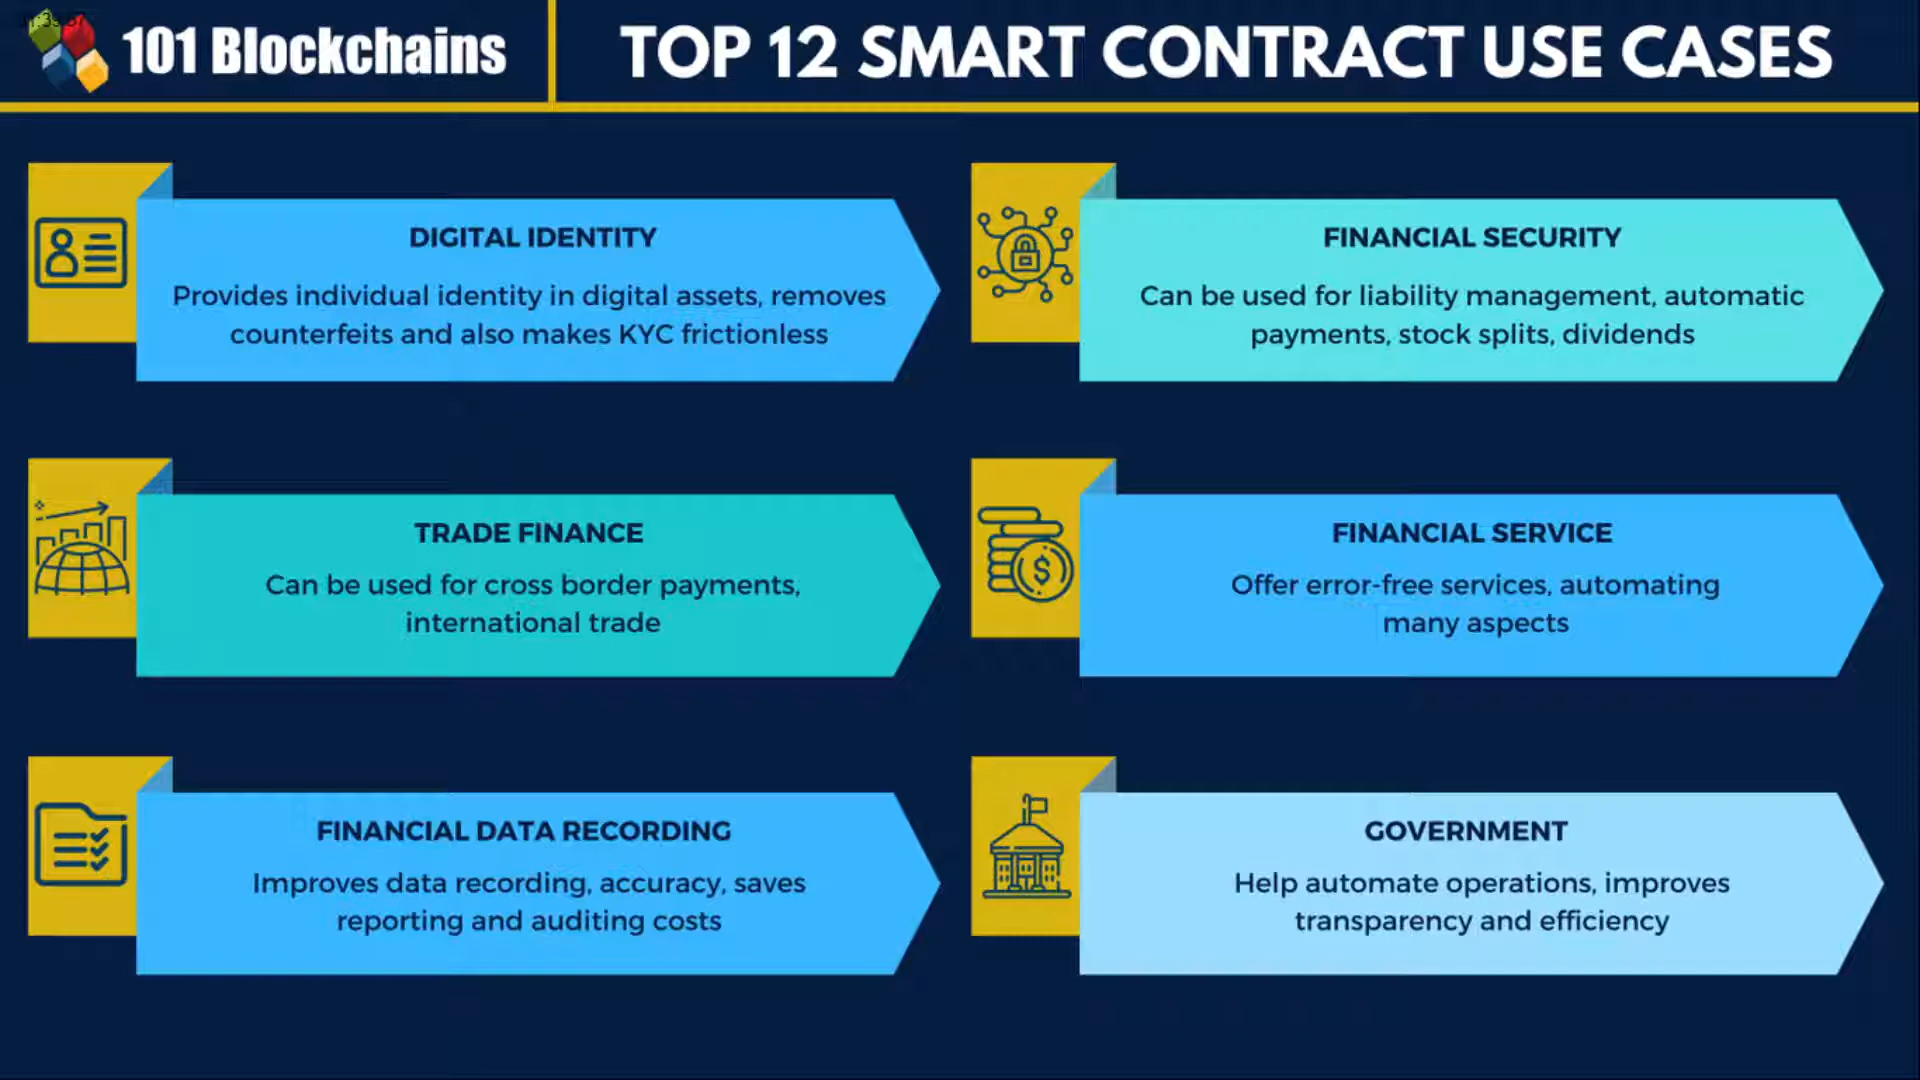 101 Blockchains
TOP 12 SMART CONTRACT USE CASES
DIGITAL IDENTITY
Provides individual identity in digital assets, removes
counterfeits and also makes KYC frictionless
FINANCIAL SECURITY
Can be used for liability management, automatic
payments, stock splits, dividends
TRADE FINANCE
Can be used for cross border payments,
international trade
FINANCIAL SERVICE
Offer error-free services, automating
many aspects
FINANCIAL DATA RECORDING
Improves data recording, accuracy, saves
reporting and auditing costs
GOVERNMENT
Help automate operations, improves
transparency and efficiency